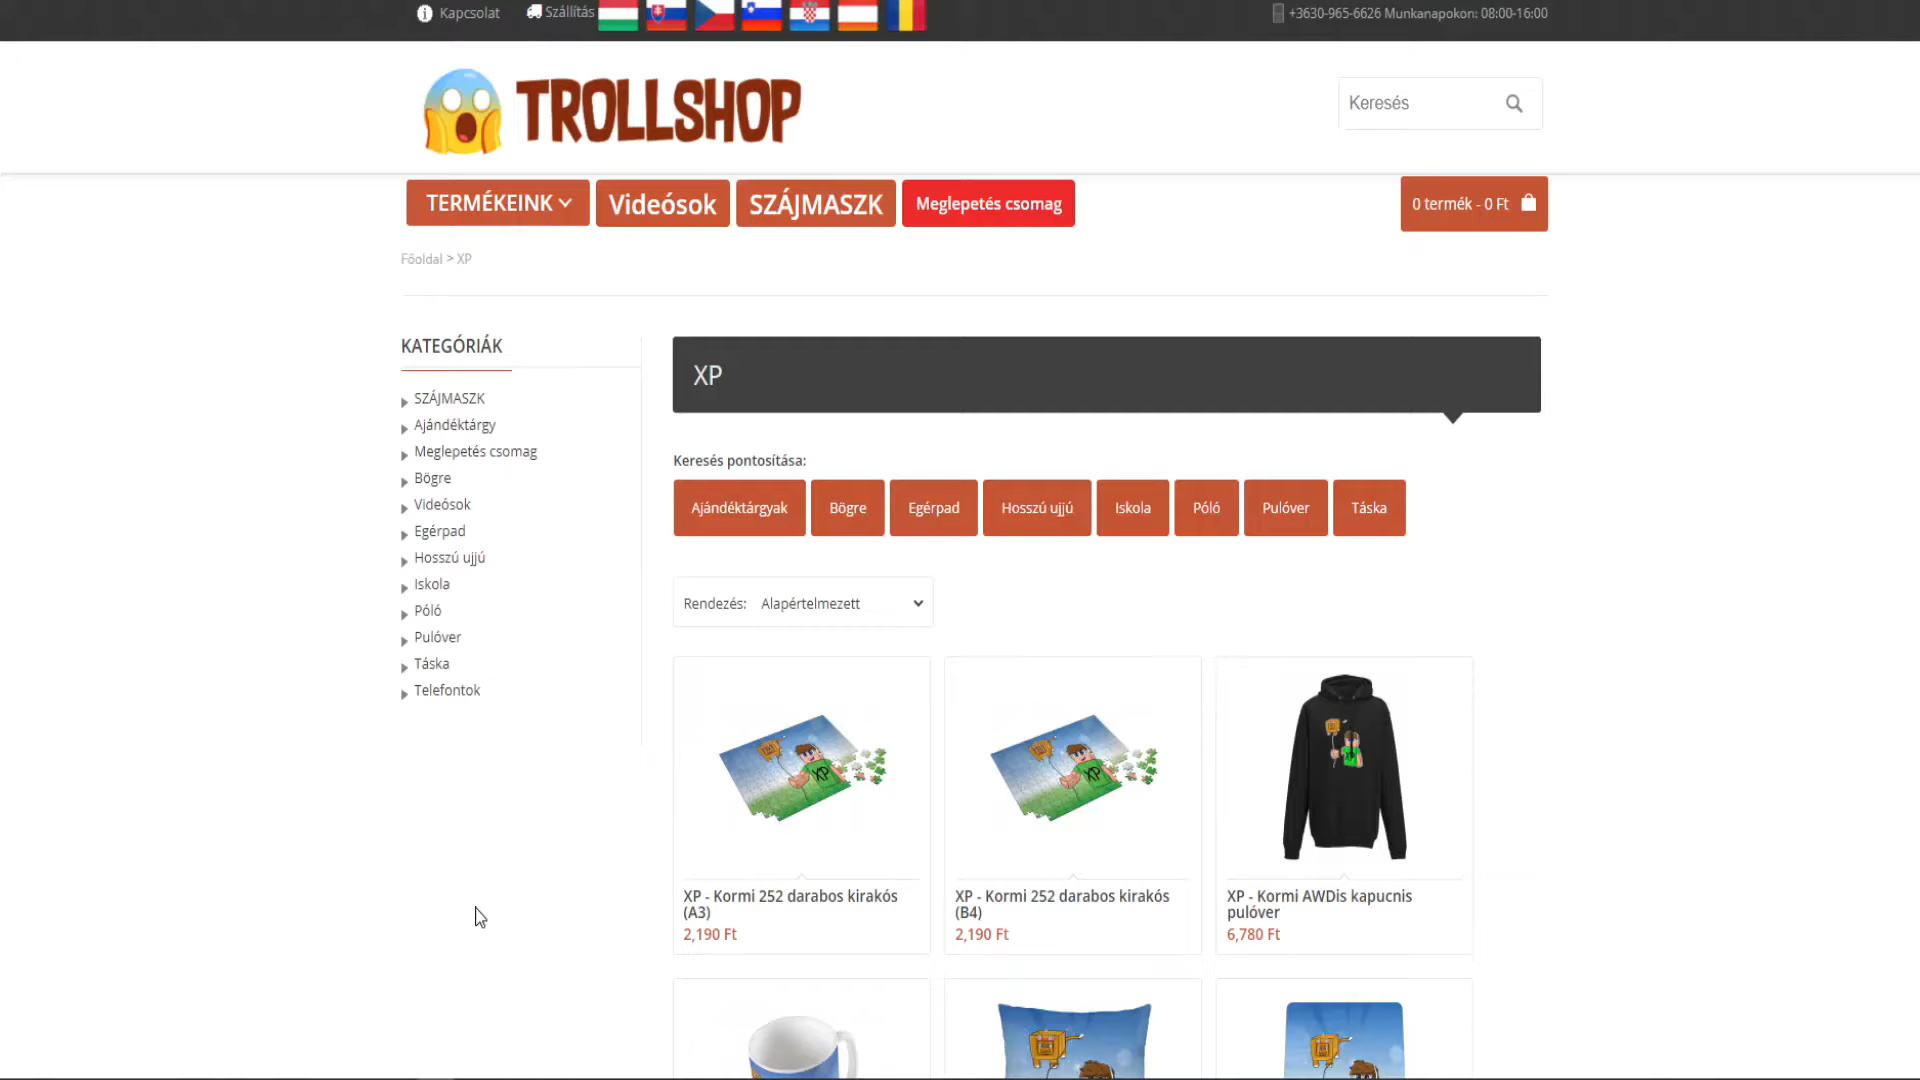 Kapcsolat
Szállítás
+3630-965-6626 Munkanapokon: 08:00-16:00
TROLLSHOP
Keresés
TERMÉKEINK
Videósok
SZÁJMASZK
Meglepetés csomag
0 termék - 0 Ft
Főoldal > XP
KATEGÓRIÁK
SZÁJMASZK
Ajándéktárgy
Meglepetés csomag
Bögre
Videósok
Egérpad
Hosszú ujjú
Iskola
Póló
Pulóver
Táska
Telefontok
XP
Keresés pontosítása:
Ajándéktárgyak
Bögre
Egérpad
Hosszú ujjú
Iskola
Póló
Pulóver
Táska
Rendezés: Alapértelmezett
XP
XP
XP - Kormi 252 darabos kirakós
(A3)
2,190 Ft
XP - Kormi 252 darabos kirakós
(B4)
2,190 Ft
XP - Kormi AWDis kapucnis
pulóver
6,780 Ft